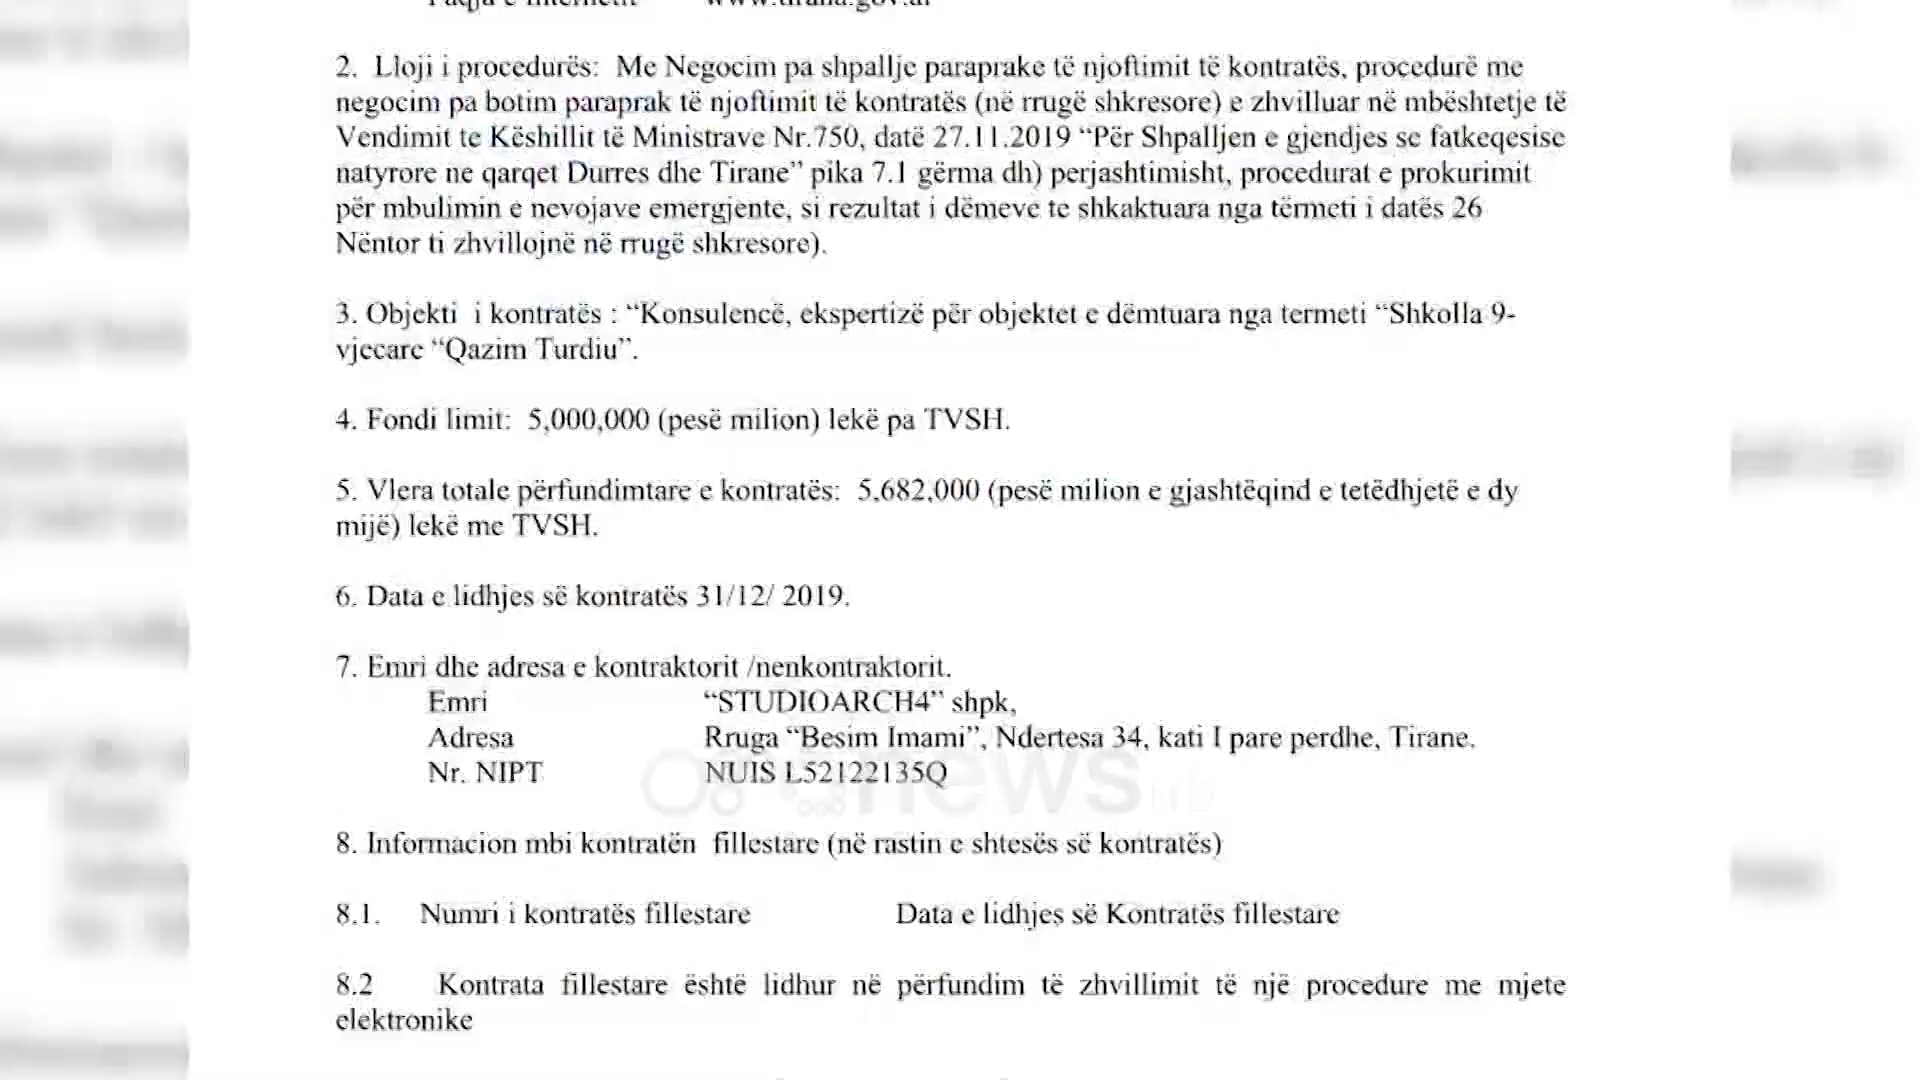 Faqja e Internetit www.tirana.gov.al
2. Lloji i procedurës: Me Negocim pa shpallje paraprake të njoftimit të kontratës, procedurë me
negocim pa botim paraprak të njoftimit të kontratës (në rrugë shkresore) e zhvilluar në mbështetje të
Vendimit te Këshillit të Ministrave Nr.750, datë 27.11.2019 “Për Shpalljen e gjendjes se fatkeqesise
natyrore ne qarqet Durres dhe Tirane” pika 7.1 gërma dh) perjashtimisht, procedurat e prokurimit
për mbulimin e nevojave emergjente, si rezultat i dëmeve te shkaktuara nga tërmeti i datës 26
Nëntor ti zhvillojnë në rrugë shkresore).
3. Objekti i kontratës : “Konsulencë, ekspertizë për objektet e dëmtuara nga termeti “Shkolla 9-
vjecare “Qazim Turdiu”.
4. Fondi limit: 5,000,000 (pesë milion) lekë pa TVSH.
5. Vlera totale përfundimtare e kontratës: 5,682,000 (pesë milion e gjashtëqind e tetëdhjetë e dy
mijë) lekë me TVSH.
6. Data e lidhjes së kontratës 31/12/ 2019.
7. Emri dhe adresa e kontraktorit /nenkontraktorit.
Emri “STUDIOARCH4” shpk,
Adresa Rruga “Besim Imami”, Ndertesa 34, kati I pare perdhe, Tirane.
Nr. NIPT NUIS L52122135Q
news
8. Informacion mbi kontratën fillestare (në rastin e shtesës së kontratës)
8.1. Numri i kontratës fillestare Data e lidhjes së Kontratës fillestare
8.2 Kontrata fillestare është lidhur në përfundim të zhvillimit të një procedure me mjete
elektronike